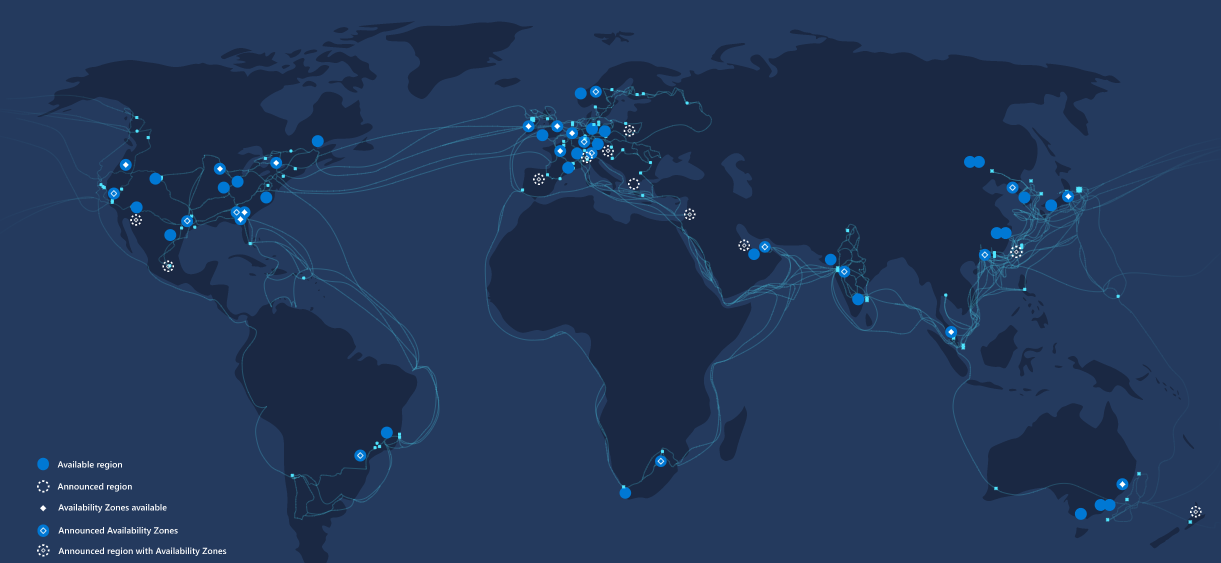 Available region
Announced region
Availability Zones available
Announced Availability Zones
Announced region with Availability Zones